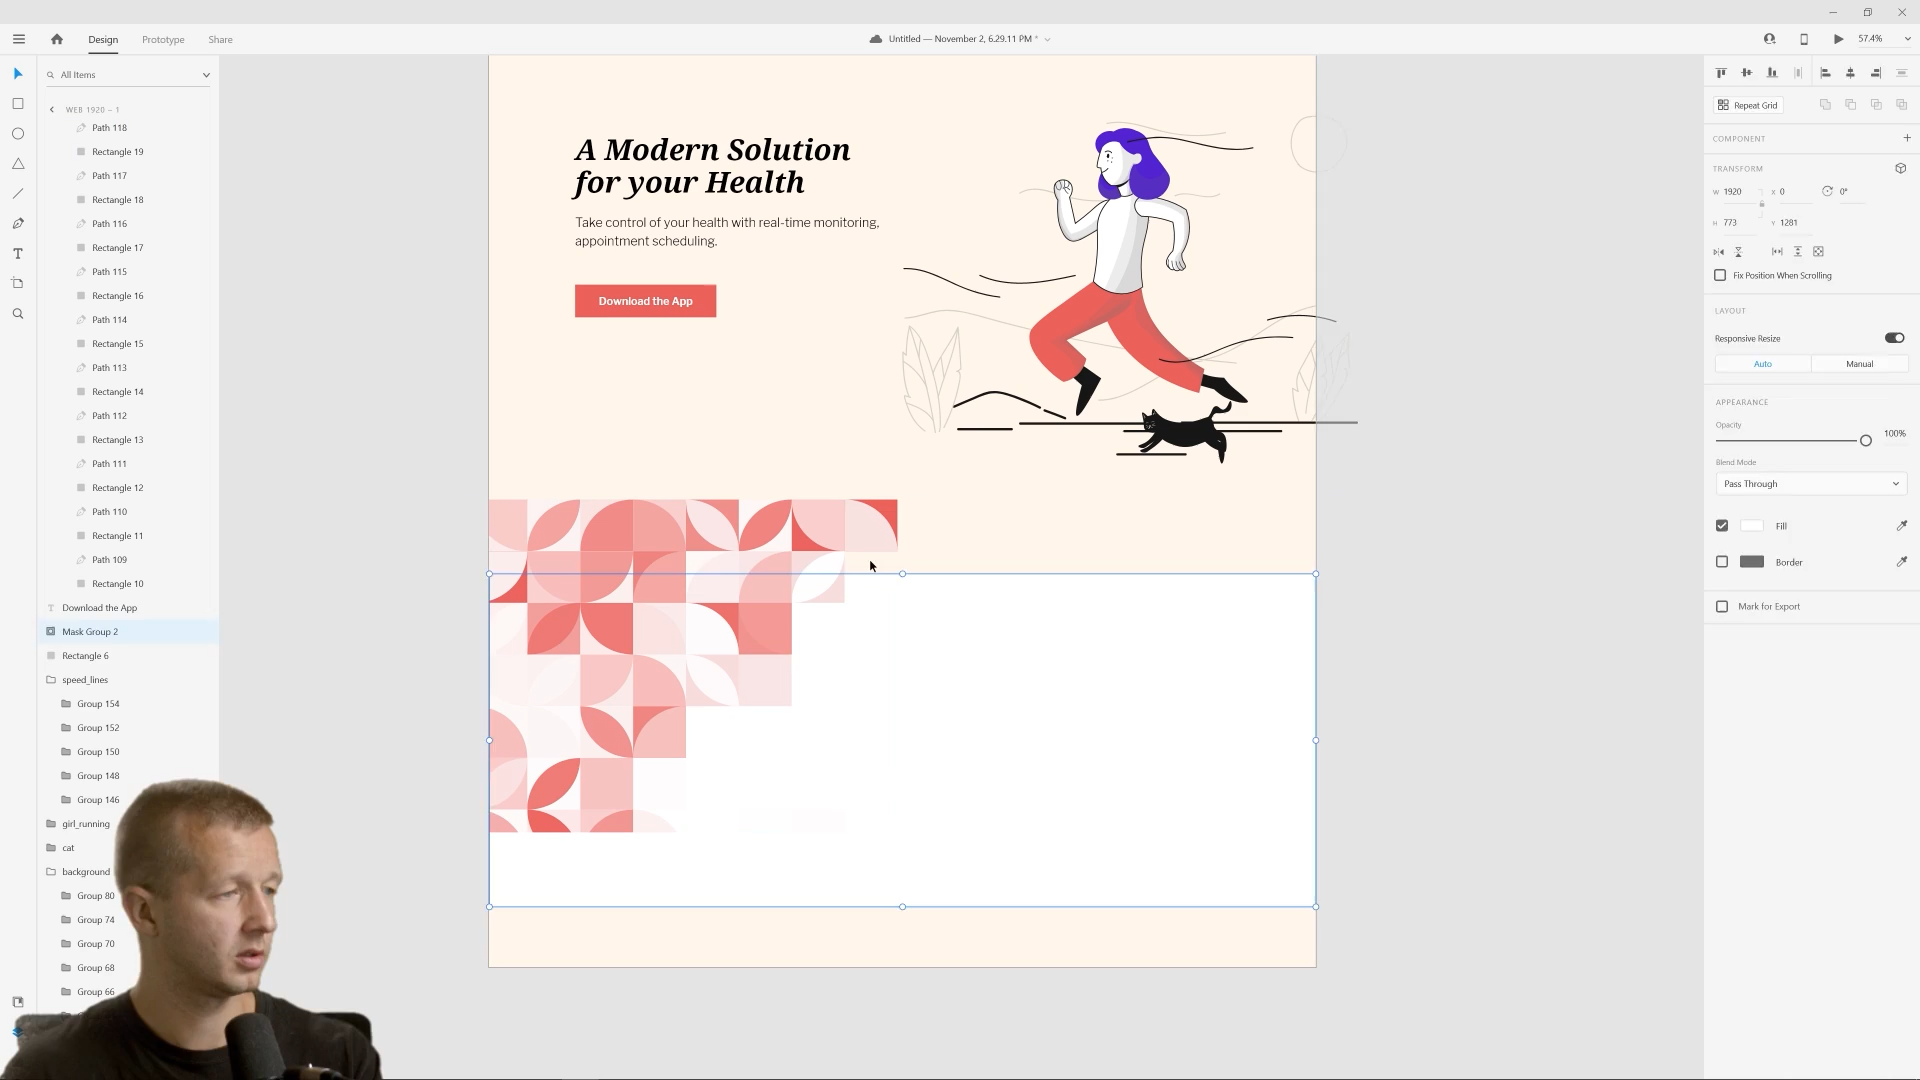 Design
Prototype
Share
Untitled — November 2, 6.29.11 PM *
57.4%
All Items
WEB 1920 – 1
Path 118
Rectangle 19
Path 117
Rectangle 18
Path 116
Rectangle 17
Path 115
Rectangle 16
Path 114
Rectangle 15
Path 113
Rectangle 14
Path 112
Rectangle 13
Path 111
Rectangle 12
Path 110
Rectangle 11
Path 109
Rectangle 10
Download the App
Mask Group 2
Rectangle 6
speed_lines
Group 154
Group 152
Group 150
Group 148
Group 146
girl_running
cat
background
Group 80
Group 74
Group 70
Group 68
Group 66
A Modern Solution
for your Health
Take control of your health with real-time monitoring,
appointment scheduling.
Download the App
Repeat Grid
COMPONENT
TRANSFORM
W 1920 X 0 0°
H 773 Y 1281
Fix Position When Scrolling
LAYOUT
Responsive Resize
Auto Manual
APPEARANCE
Opacity
100%
Blend Mode
Pass Through
Fill
Border
Mark for Export